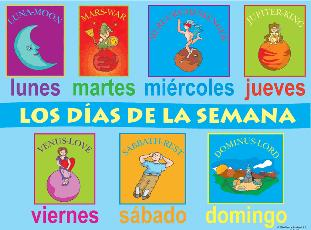 LUNA-MOON
MARS-WAR
JUPITER-KING
lunes martes miércoles jueves
LOS DÍAS DE LA SEMANA
VENUS-LOVE
SABBATH-REST
DOMINUS-LORD
viernes sábado domingo